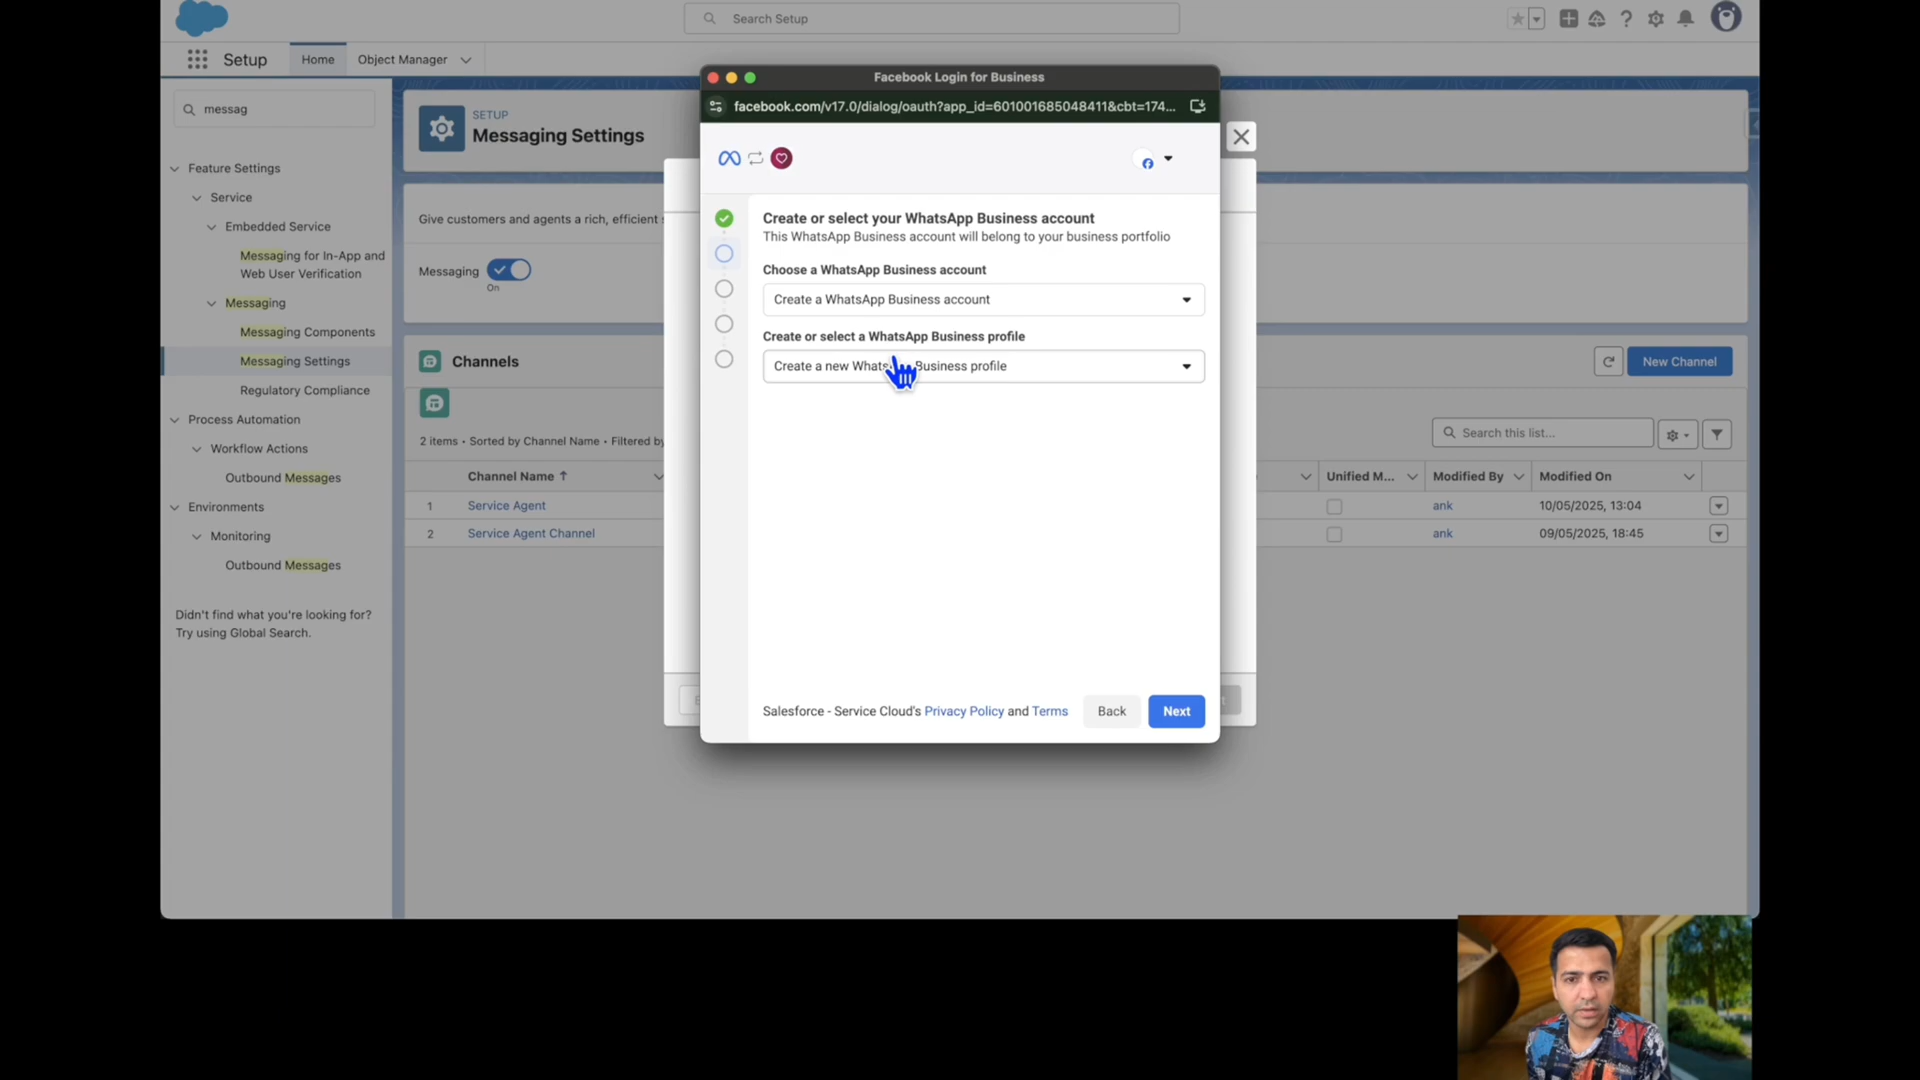 Search Setup
Setup
Home
Object Manager
messag
Feature Settings
Service
Embedded Service
Messaging for In-App and
Web User Verification
Messaging
Messaging Components
Messaging Settings
Regulatory Compliance
Process Automation
Workflow Actions
Outbound Messages
Environments
Monitoring
Outbound Messages
Didn't find what you're looking for?
Try using Global Search.
SETUP
Messaging Settings
Give customers and agents a rich, efficient
Messaging
On
Channels
New Channel
2 items • Sorted by Channel Name • Filtered by
Search this list...
Channel Name
Unified M...
Modified By
Modified On
1
Service Agent
ank
10/05/2025, 13:04
2
Service Agent Channel
ank
09/05/2025, 18:45
Facebook Login for Business
facebook.com/v17.0/dialog/oauth?app_id=601001685048411&cbt=174...
Create or select your WhatsApp Business account
This WhatsApp Business account will belong to your business portfolio
Choose a WhatsApp Business account
Create a WhatsApp Business account
Create or select a WhatsApp Business profile
Create a new Business profile
Salesforce - Service Cloud's Privacy Policy and Terms
Back
Next